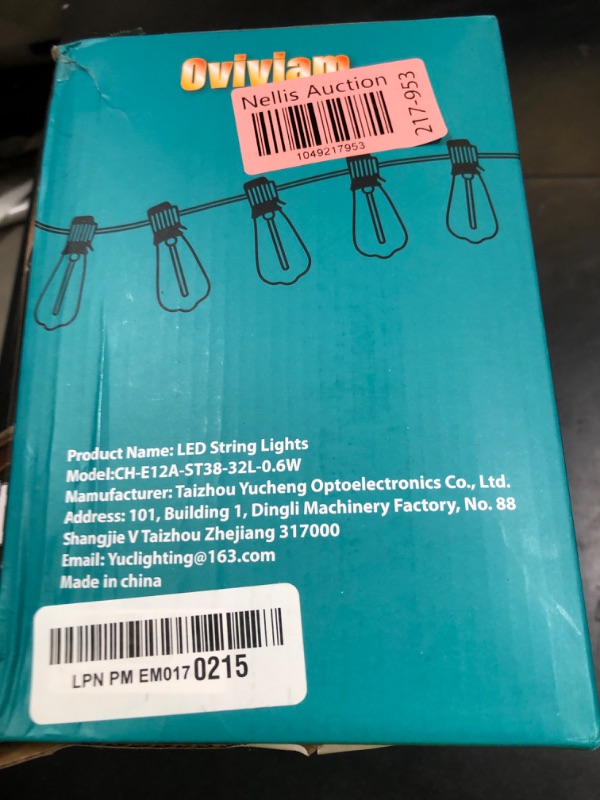 Oviviam
Nellis Auction
217-953
1049217953
Product Name: LED String Lights
Model:CH-E12A-ST38-32L-0.6W
Mamufacturer: Taizhou Yucheng Optoelectronics Co., Ltd.
Address: 101, Building 1, Dingli Machinery Factory, No. 88
Shangjie V Taizhou Zhejiang 317000
Email: Yuclighting@163.com
Made in china
LPN PM EM017 0215